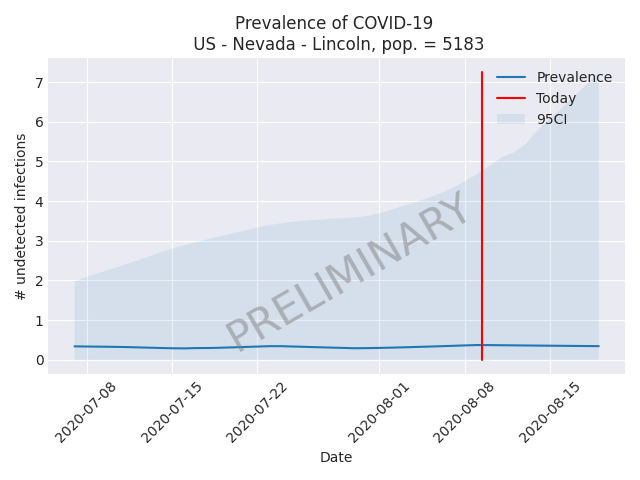 Prevalence of COVID-19
US - Nevada - Lincoln, pop. = 5183
Prevalence
Today
95CI
7
6
5
4
3
2
1
0
# undetected infections
PRELIMINARY
2020-07-08
2020-07-15
2020-07-22
2020-08-01
2020-08-08
2020-08-15
Date